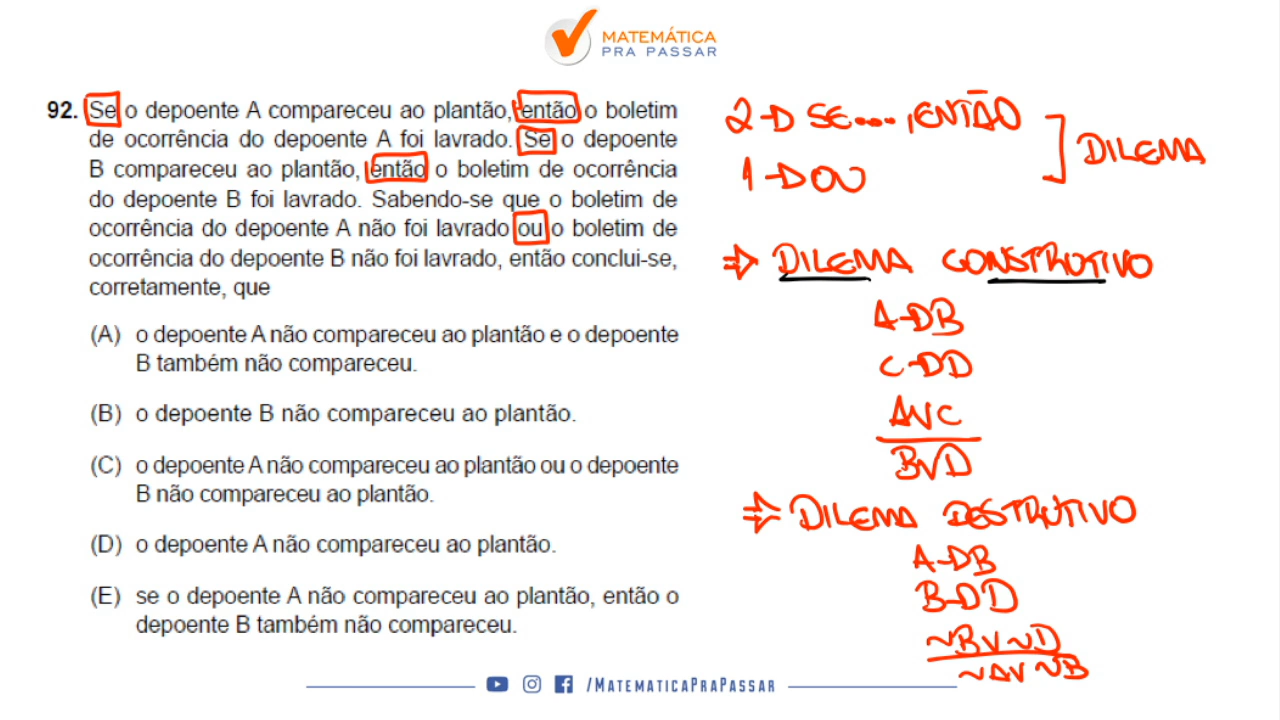 MATEMÁTICA
PRA PASSAR
92. Se o depoente A compareceu ao plantão, então o boletim
de ocorrência do depoente A foi lavrado. Se o depoente
B compareceu ao plantão, então o boletim de ocorrência
do depoente B foi lavrado. Sabendo-se que o boletim de
ocorrência do depoente A não foi lavrado ou o boletim de
ocorrência do depoente B não foi lavrado, então conclui-se,
corretamente, que
(A) o depoente A não compareceu ao plantão e o depoente
B também não compareceu.
(B) o depoente B não compareceu ao plantão.
(C) o depoente A não compareceu ao plantão ou o depoente
B não compareceu ao plantão.
(D) o depoente A não compareceu ao plantão.
(E) se o depoente A não compareceu ao plantão, então o
depoente B também não compareceu.
2 → SE...., ENTÃO
1 → OU
DILEMA
⇒ DILEMA CONSTRUTIVO
A → B
C → D
A V C
B V D
⇒ DILEMA DESTRUTIVO
A → B
B → D
~B V ~D
~A V ~B
/MATEMATICAPRAPASSAR